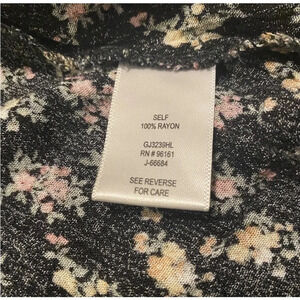 SELF
100% RAYON
GJ3239HL
RN # 96161
J-66684
SEE REVERSE
FOR CARE